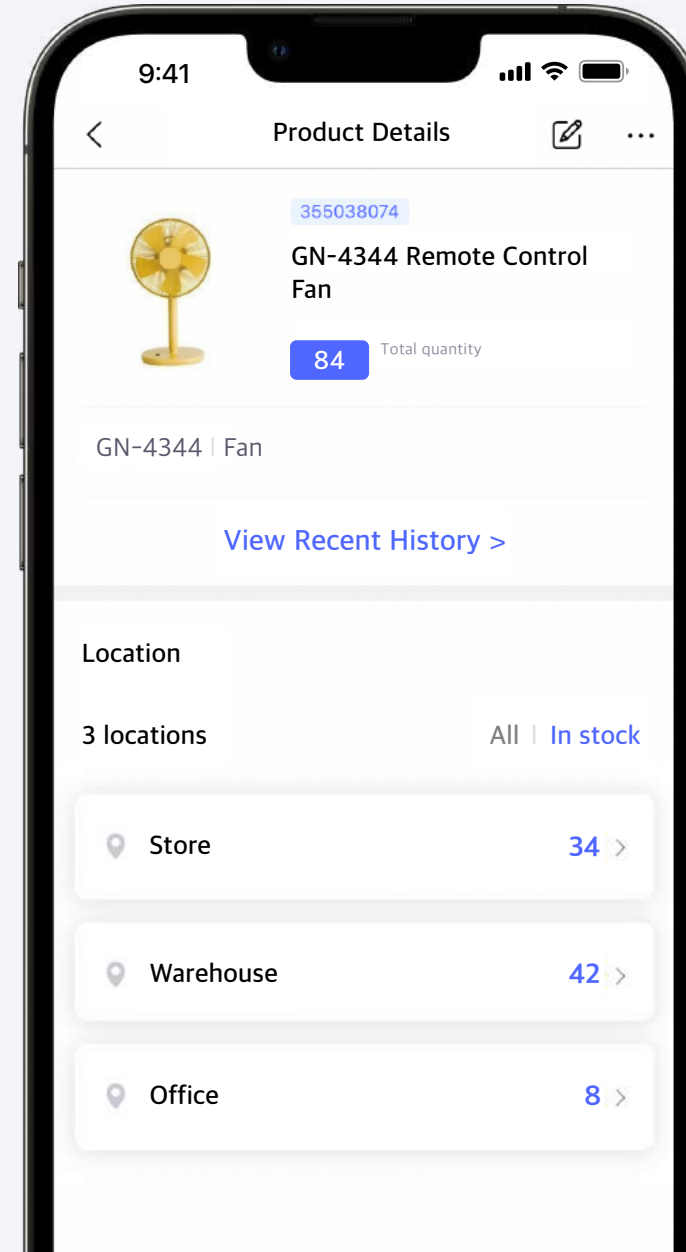 9:41
Product Details
355038074
GN-4344 Remote Control
Fan
84 Total quantity
GN-4344 | Fan
View Recent History >
Location
3 locations
All | In stock
Store 34 >
Warehouse 42 >
Office 8 >